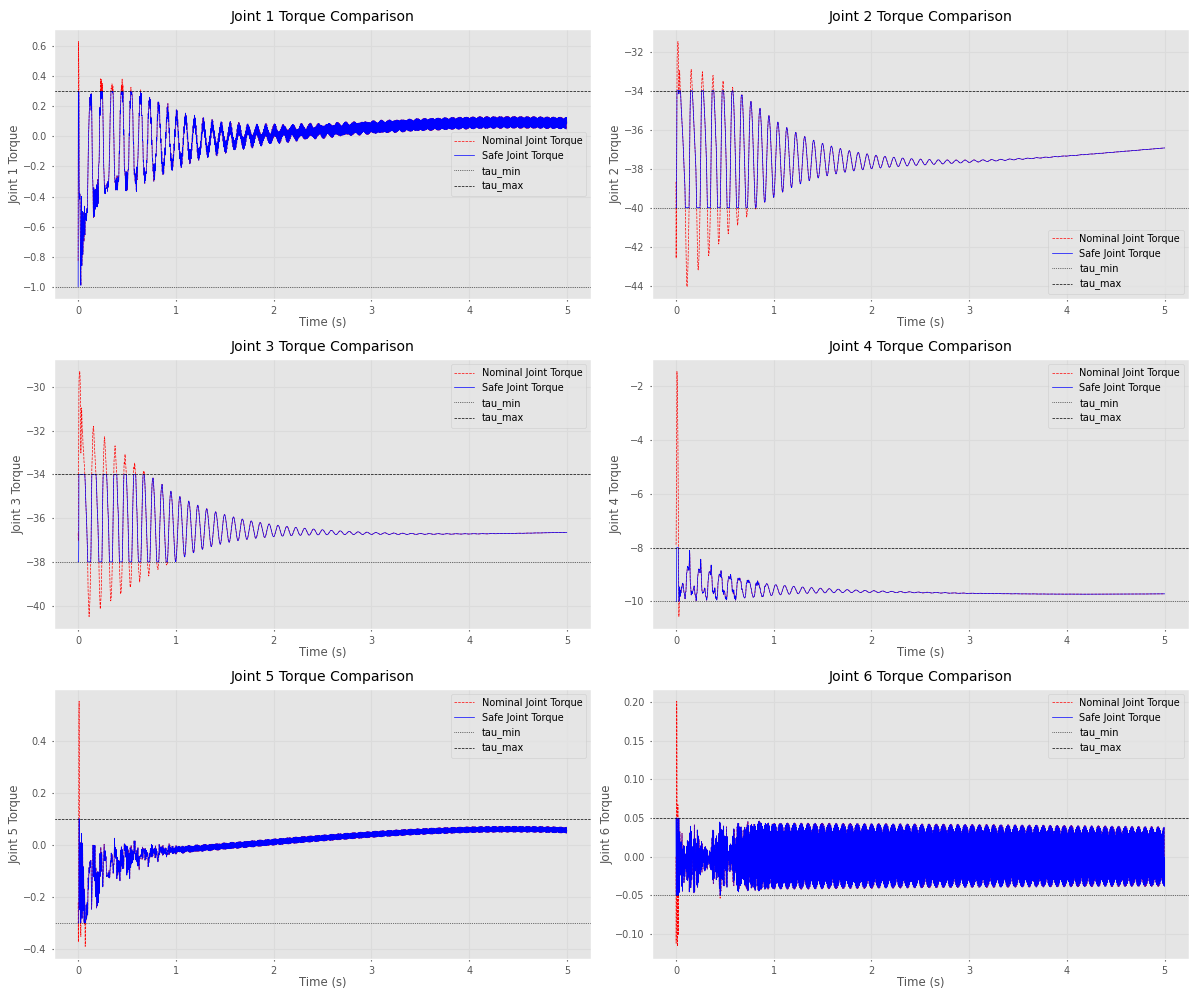 Joint 1 Torque Comparison
0.6
0.4
0.2
0.0
−0.2
−0.4
−0.6
−0.8
−1.0
Joint 1 Torque
Nominal Joint Torque
Safe Joint Torque
tau_min
tau_max
0 1 2 3 4 5
Time (s)
Joint 2 Torque Comparison
−32
−34
−36
−38
−40
−42
−44
Joint 2 Torque
Nominal Joint Torque
Safe Joint Torque
tau_min
tau_max
0 1 2 3 4 5
Time (s)
Joint 3 Torque Comparison
−30
−32
−34
−36
−38
−40
Joint 3 Torque
Nominal Joint Torque
Safe Joint Torque
tau_min
tau_max
0 1 2 3 4 5
Time (s)
Joint 4 Torque Comparison
−2
−4
−6
−8
−10
Joint 4 Torque
Nominal Joint Torque
Safe Joint Torque
tau_min
tau_max
0 1 2 3 4 5
Time (s)
Joint 5 Torque Comparison
0.4
0.2
0.0
−0.2
−0.4
Joint 5 Torque
Nominal Joint Torque
Safe Joint Torque
tau_min
tau_max
0 1 2 3 4 5
Time (s)
Joint 6 Torque Comparison
0.20
0.15
0.10
0.05
0.00
−0.05
−0.10
Joint 6 Torque
Nominal Joint Torque
Safe Joint Torque
tau_min
tau_max
0 1 2 3 4 5
Time (s)